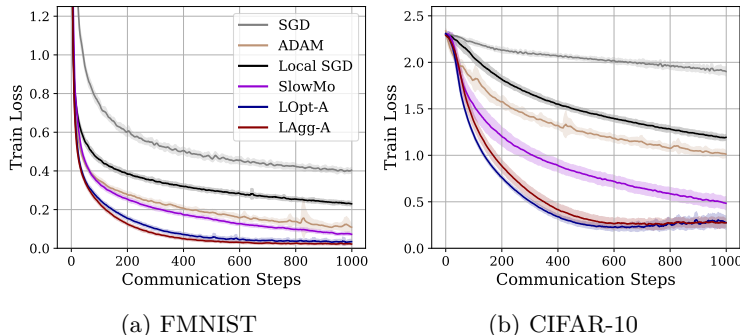 1.2
1.0
0.8
0.6
0.4
0.2
0.0
Train Loss
0 200 400 600 800 1000
Communication Steps
SGD
ADAM
Local SGD
SlowMo
LOpt-A
LAgg-A
(a) FMNIST
2.5
2.0
1.5
1.0
0.5
0.0
Train Loss
0 200 400 600 800 1000
Communication Steps
(b) CIFAR-10